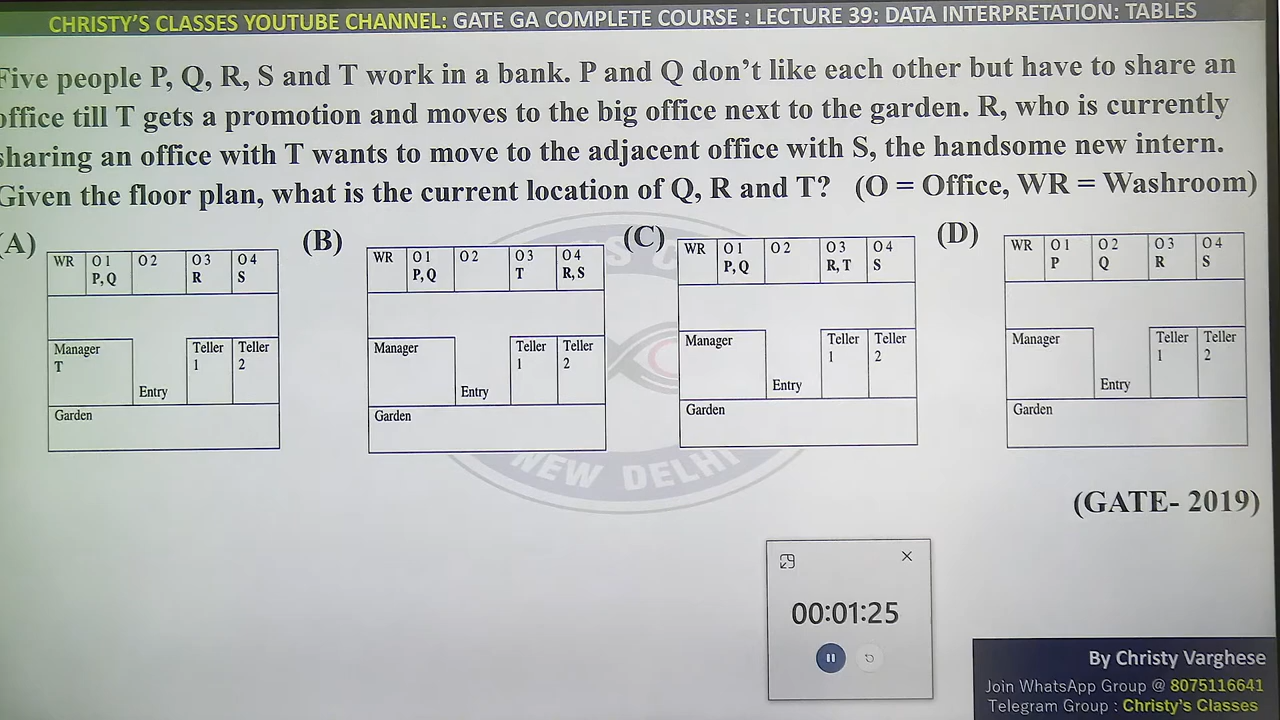 CHRISTY'S CLASSES YOUTUBE CHANNEL: GATE GA COMPLETE COURSE : LECTURE 39: DATA INTERPRETATION: TABLES
Five people P, Q, R, S and T work in a bank. P and Q don't like each other but have to share an
office till T gets a promotion and moves to the big office next to the garden. R, who is currently
sharing an office with T wants to move to the adjacent office with S, the handsome new intern.
Given the floor plan, what is the current location of Q, R and T? (O = Office, WR = Washroom)
(A)
WR O 1 O 2 O 3 O 4
P, Q R S
Manager Teller Teller
T 1 2
Entry
Garden
(B)
WR O 1 O 2 O 3 O 4
P, Q T R, S
Manager Teller Teller
1 2
Entry
Garden
(C)
WR O 1 O 2 O 3 O 4
P, Q R, T S
Manager Teller Teller
1 2
Entry
Garden
(D)
WR O 1 O 2 O 3 O 4
P Q R S
Manager Teller Teller
1 2
Entry
Garden
NEW DELHI
(GATE- 2019)
00:01:25
By Christy Varghese
Join WhatsApp Group @ 8075116641
Telegram Group : Christy's Classes